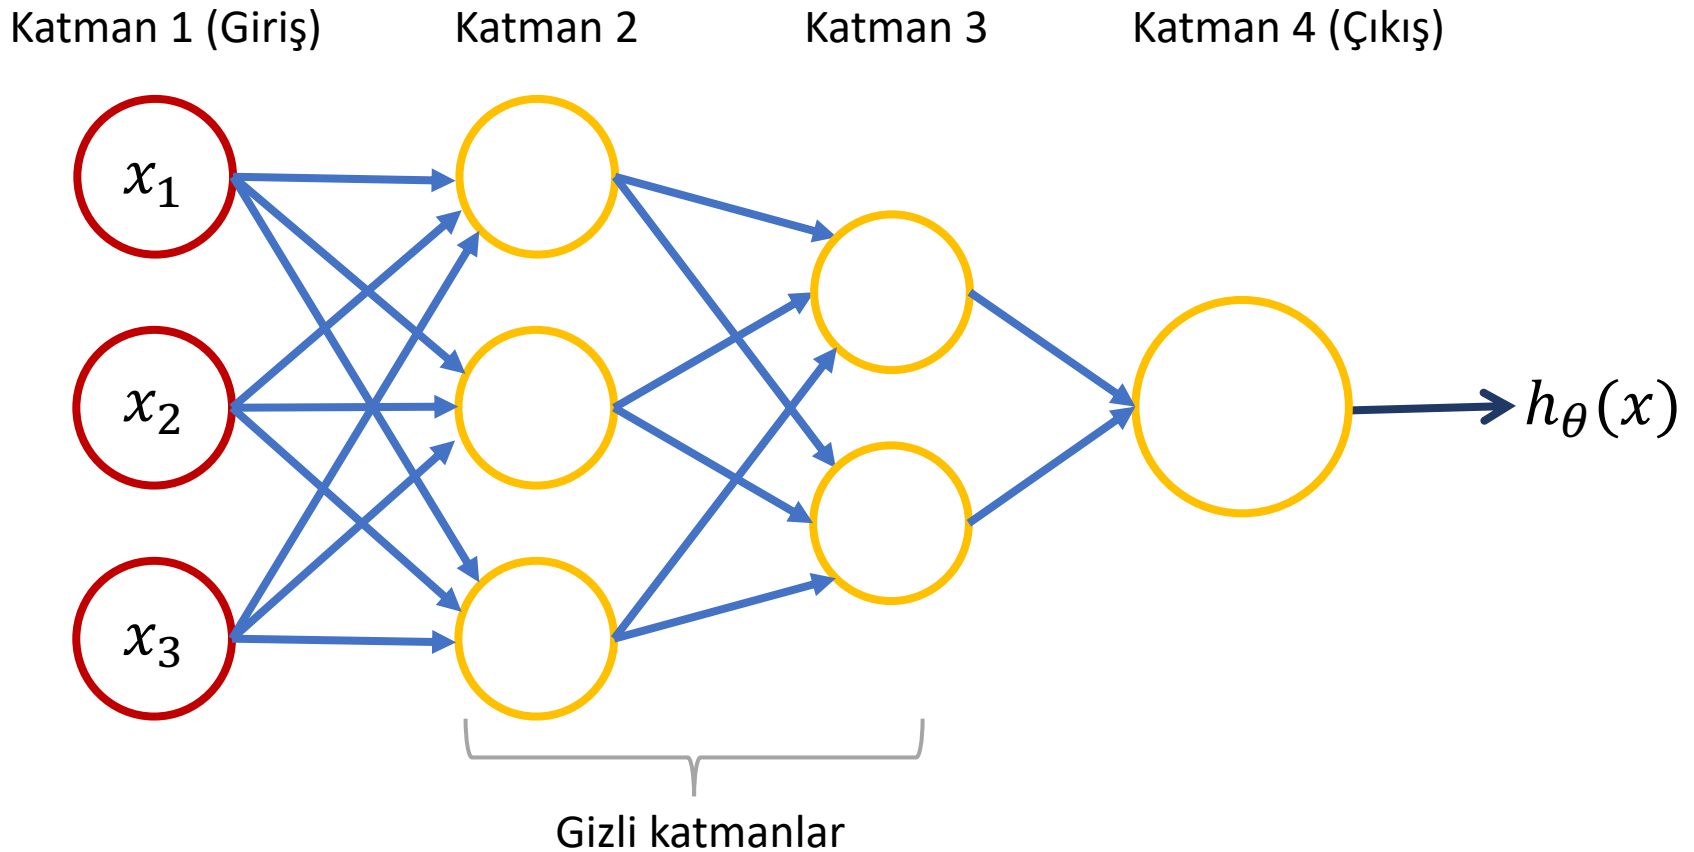 Katman 1 (Giriş)
Katman 2
Katman 3
Katman 4 (Çıkış)
x₁
x₂
x₃
hθ(x)
Gizli katmanlar